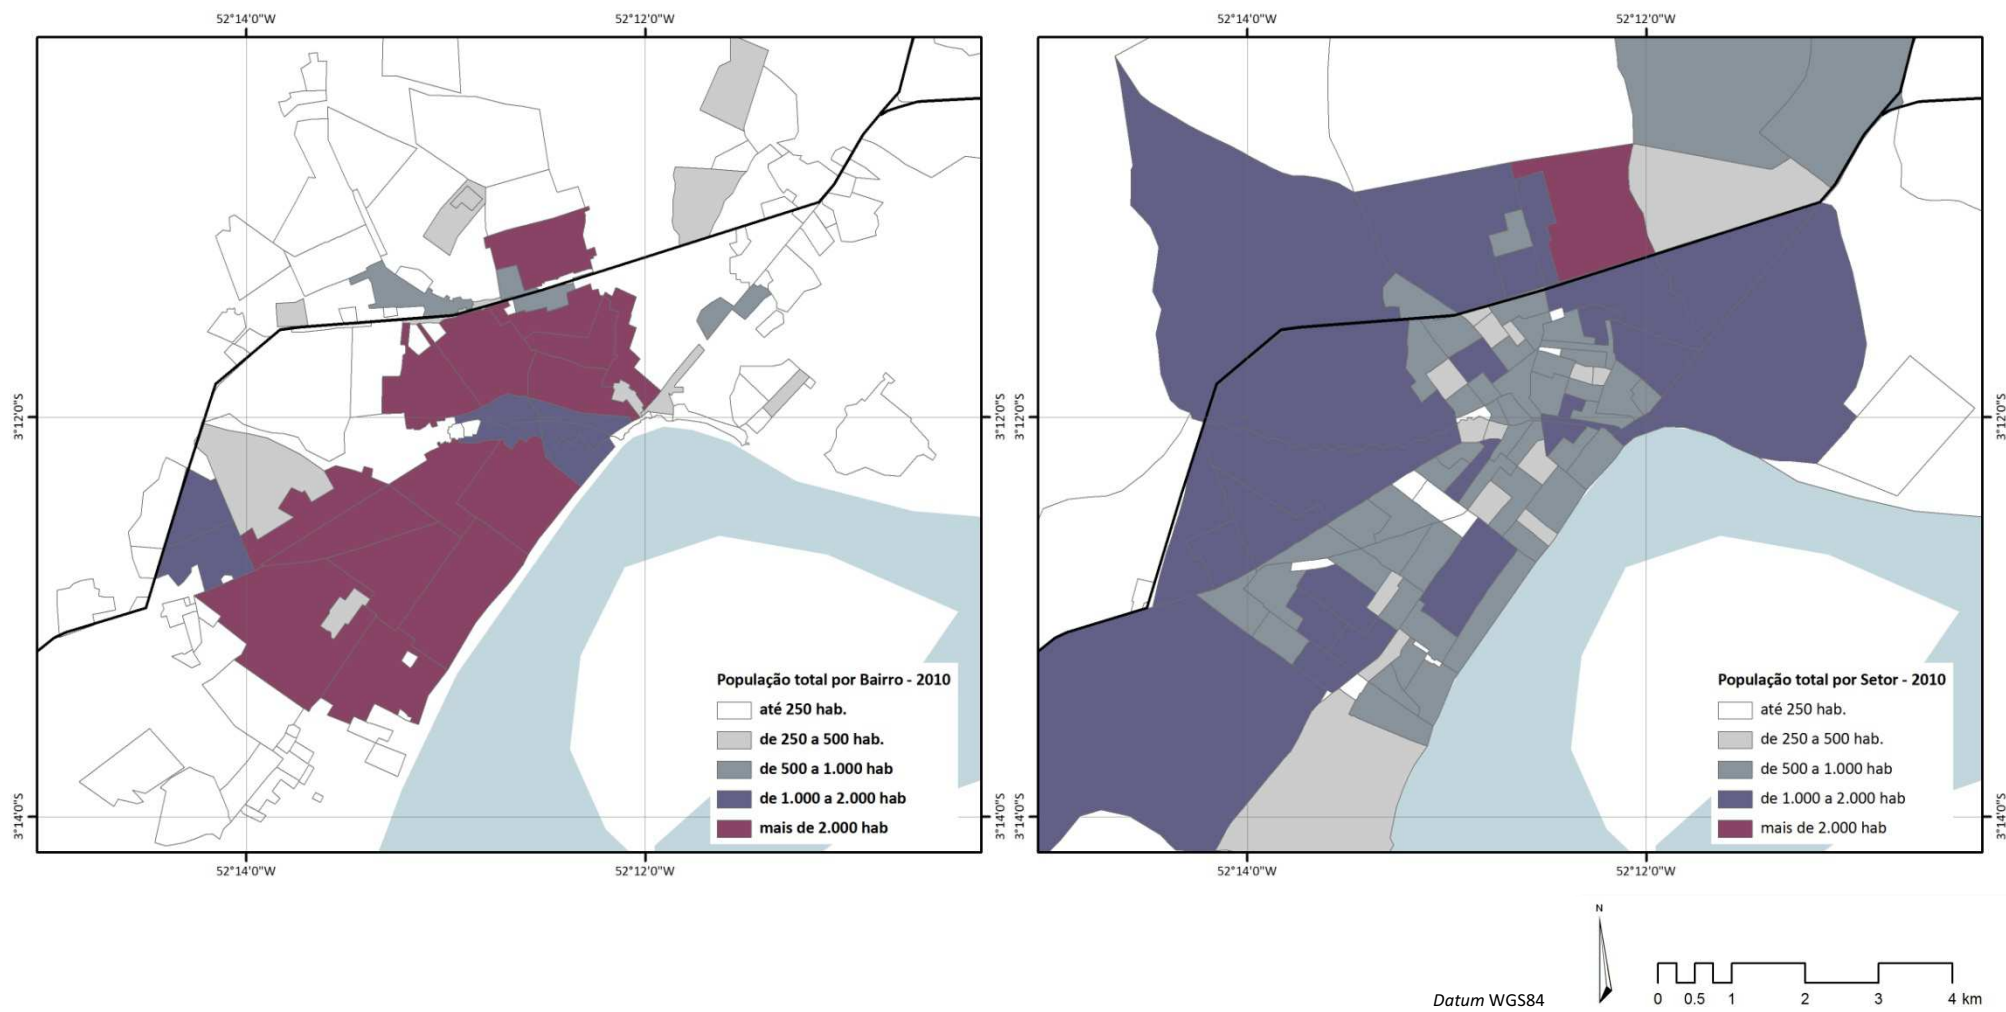 52°14'0"W
52°12'0"W
52°14'0"W
52°12'0"W
3°12'0"S
3°12'0"S
3°12'0"S
3°12'0"S
População total por Bairro - 2010
até 250 hab.
de 250 a 500 hab.
de 500 a 1.000 hab
de 1.000 a 2.000 hab
mais de 2.000 hab
População total por Setor - 2010
até 250 hab.
de 250 a 500 hab.
de 500 a 1.000 hab
de 1.000 a 2.000 hab
mais de 2.000 hab
3°14'0"S
3°14'0"S
3°14'0"S
3°14'0"S
52°14'0"W
52°12'0"W
52°14'0"W
52°12'0"W
N
Datum WGS84
0 0.5 1 2 3 4 km